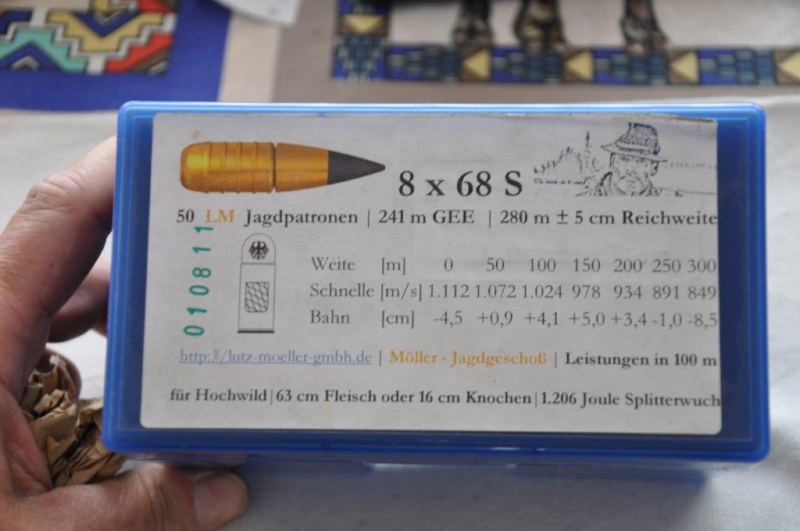 8 x 68 S
50 LM Jagdpatronen | 241 m GEE | 280 m ± 5 cm Reichweite
010811
Weite [m] 0 50 100 150 200 250 300
Schnelle [m/s] 1.112 1.072 1.024 978 934 891 849
Bahn [cm] -4,5 +0,9 +4,1 +5,0 +3,4 -1,0 -8,5
http://lutz-moeller-gmbh.de | Möller - Jagdgeschoß | Leistungen in 100 m
für Hochwild | 63 cm Fleisch oder 16 cm Knochen | 1.206 Joule Splitterwuch